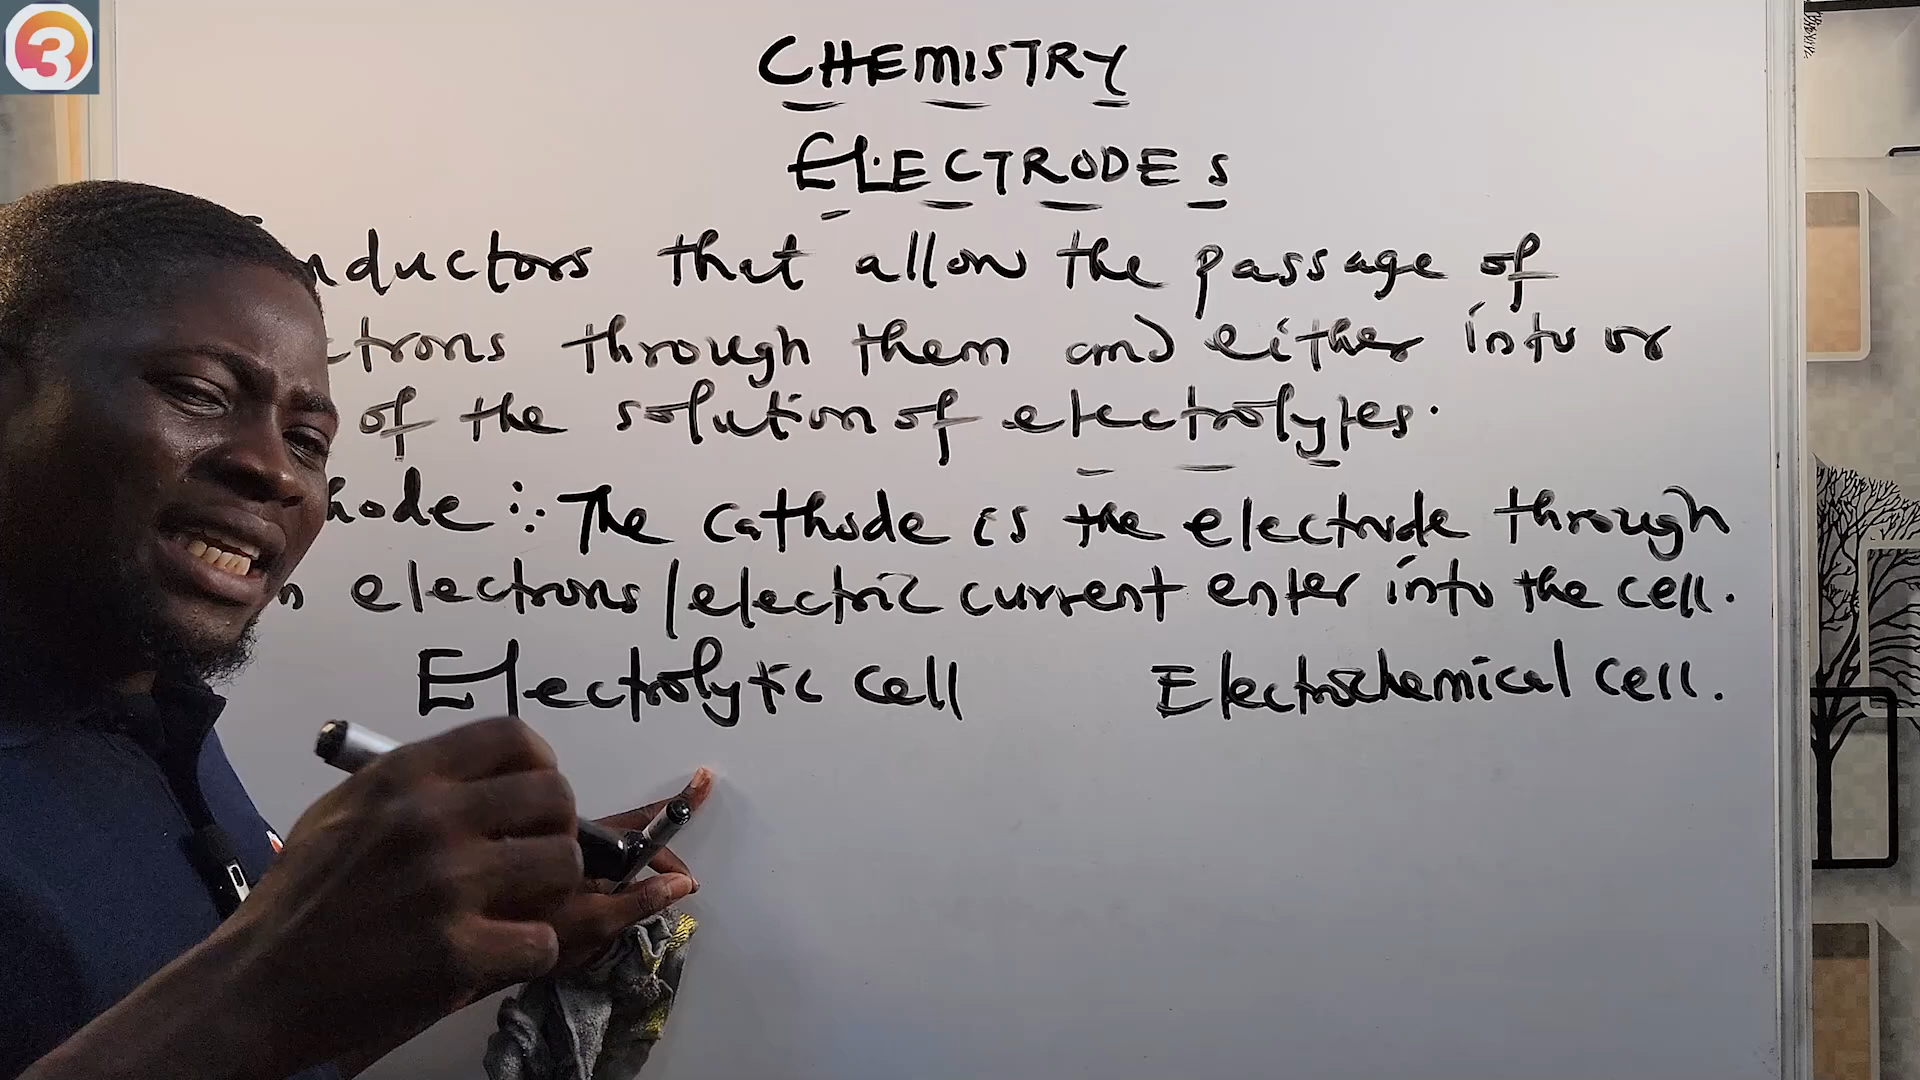 3
CHEMISTRY
ELECTRODES
nductors that allow the passage of
ctrons through them and either into or
of the solution of electrolytes.
hode :. The cathode is the electrode through
electrons/electric current enter into the cell.
Electrolytic cell Electrochemical cell.